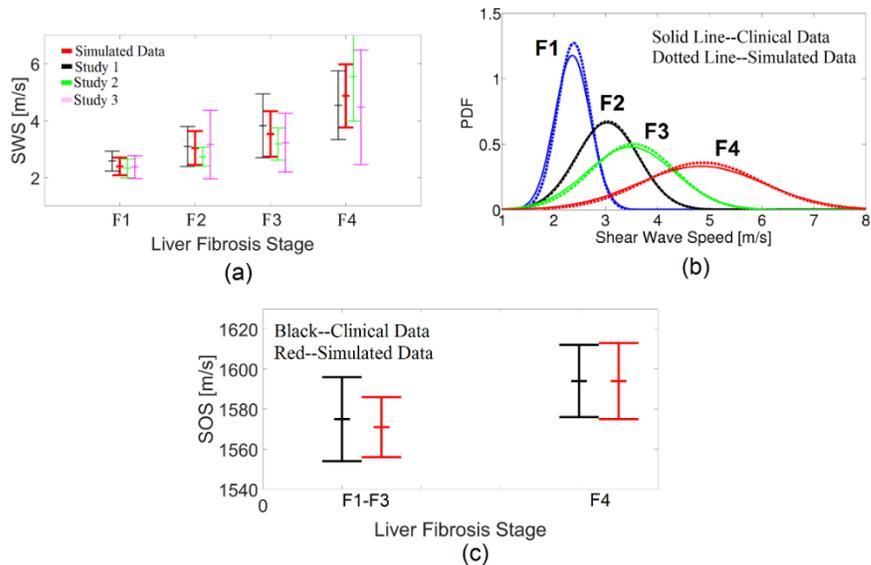 Simulated Data
Study 1
Study 2
Study 3
6
4
2
SWS [m/s]
F1 F2 F3 F4
Liver Fibrosis Stage
(a)
1.5
1
0.5
0
PDF
Solid Line--Clinical Data
Dotted Line--Simulated Data
F1
F2
F3
F4
1 2 3 4 5 6 7 8
Shear Wave Speed [m/s]
(b)
Black--Clinical Data
Red--Simulated Data
1620
1600
1580
1560
1540
SOS [m/s]
0
F1-F3 F4
Liver Fibrosis Stage
(c)